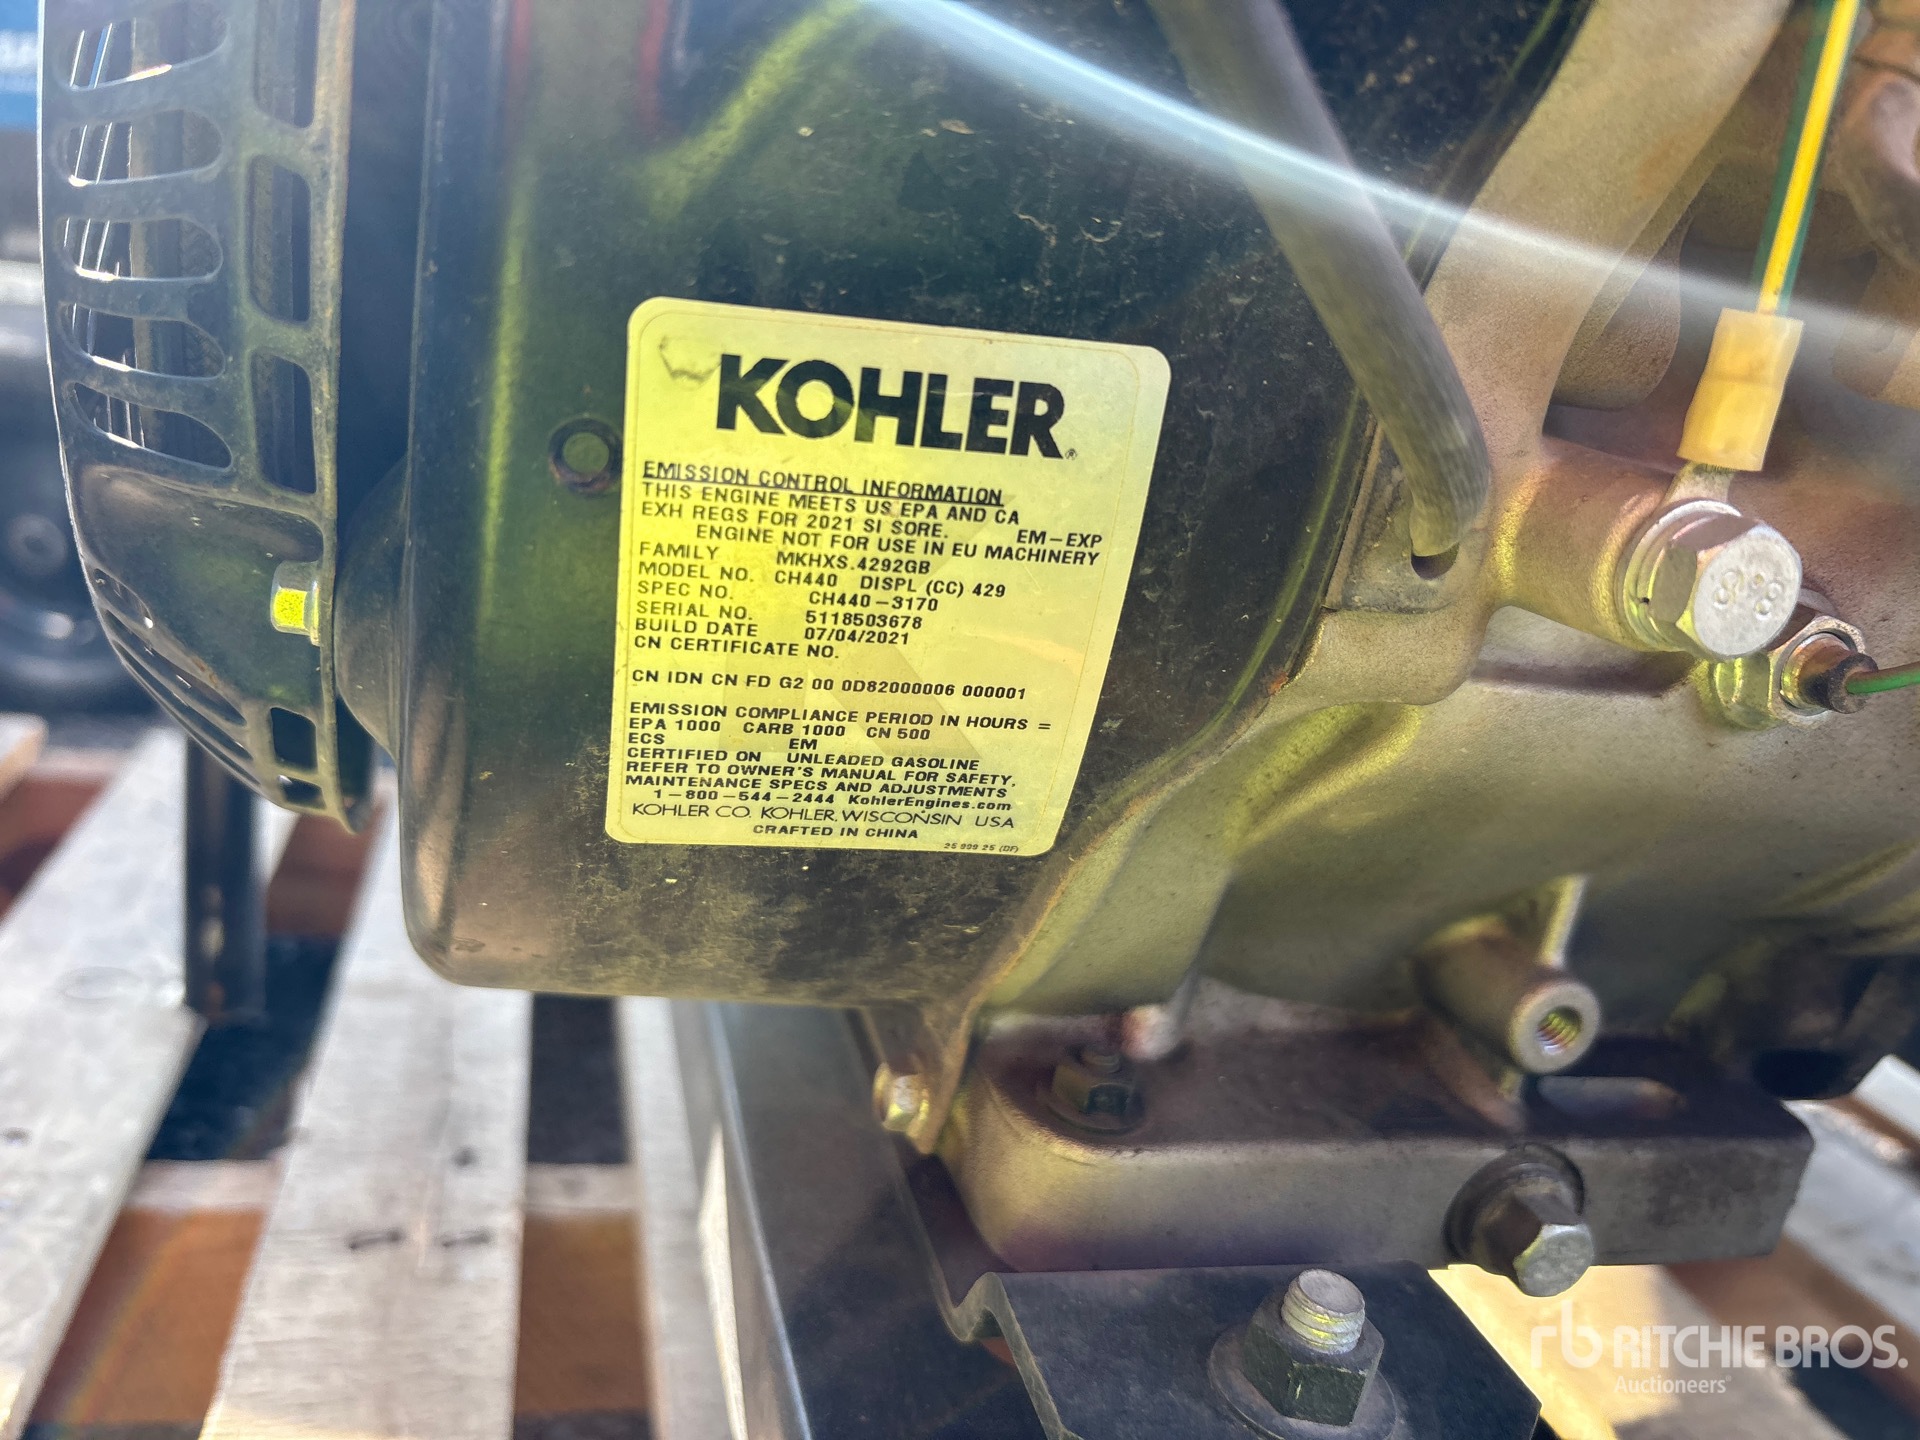 KOHLER®
EMISSION CONTROL INFORMATION
THIS ENGINE MEETS US EPA AND CA
EXH REGS FOR 2021 SI SORE. EM-EXP
ENGINE NOT FOR USE IN EU MACHINERY
FAMILY MKHXS.4292GB
MODEL NO. CH440 DISPL (CC) 429
SPEC NO. CH440-3170
SERIAL NO. 5118503678
BUILD DATE 07/04/2021
CN CERTIFICATE NO.
CN IDN CN FD G2 00 0D82000006 000001
EMISSION COMPLIANCE PERIOD IN HOURS =
EPA 1000 CARB 1000 CN 500
ECS EM
CERTIFIED ON UNLEADED GASOLINE
REFER TO OWNER'S MANUAL FOR SAFETY,
MAINTENANCE SPECS AND ADJUSTMENTS
1-800-544-2444 KohlerEngines.com
KOHLER CO. KOHLER, WISCONSIN USA
CRAFTED IN CHINA
25 999 25 (DF)
8.8
rb RITCHIE BROS.
Auctioneers